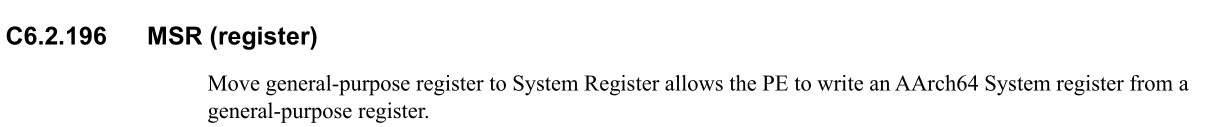 C6.2.196 MSR (register)
Move general-purpose register to System Register allows the PE to write an AArch64 System register from a
general-purpose register.